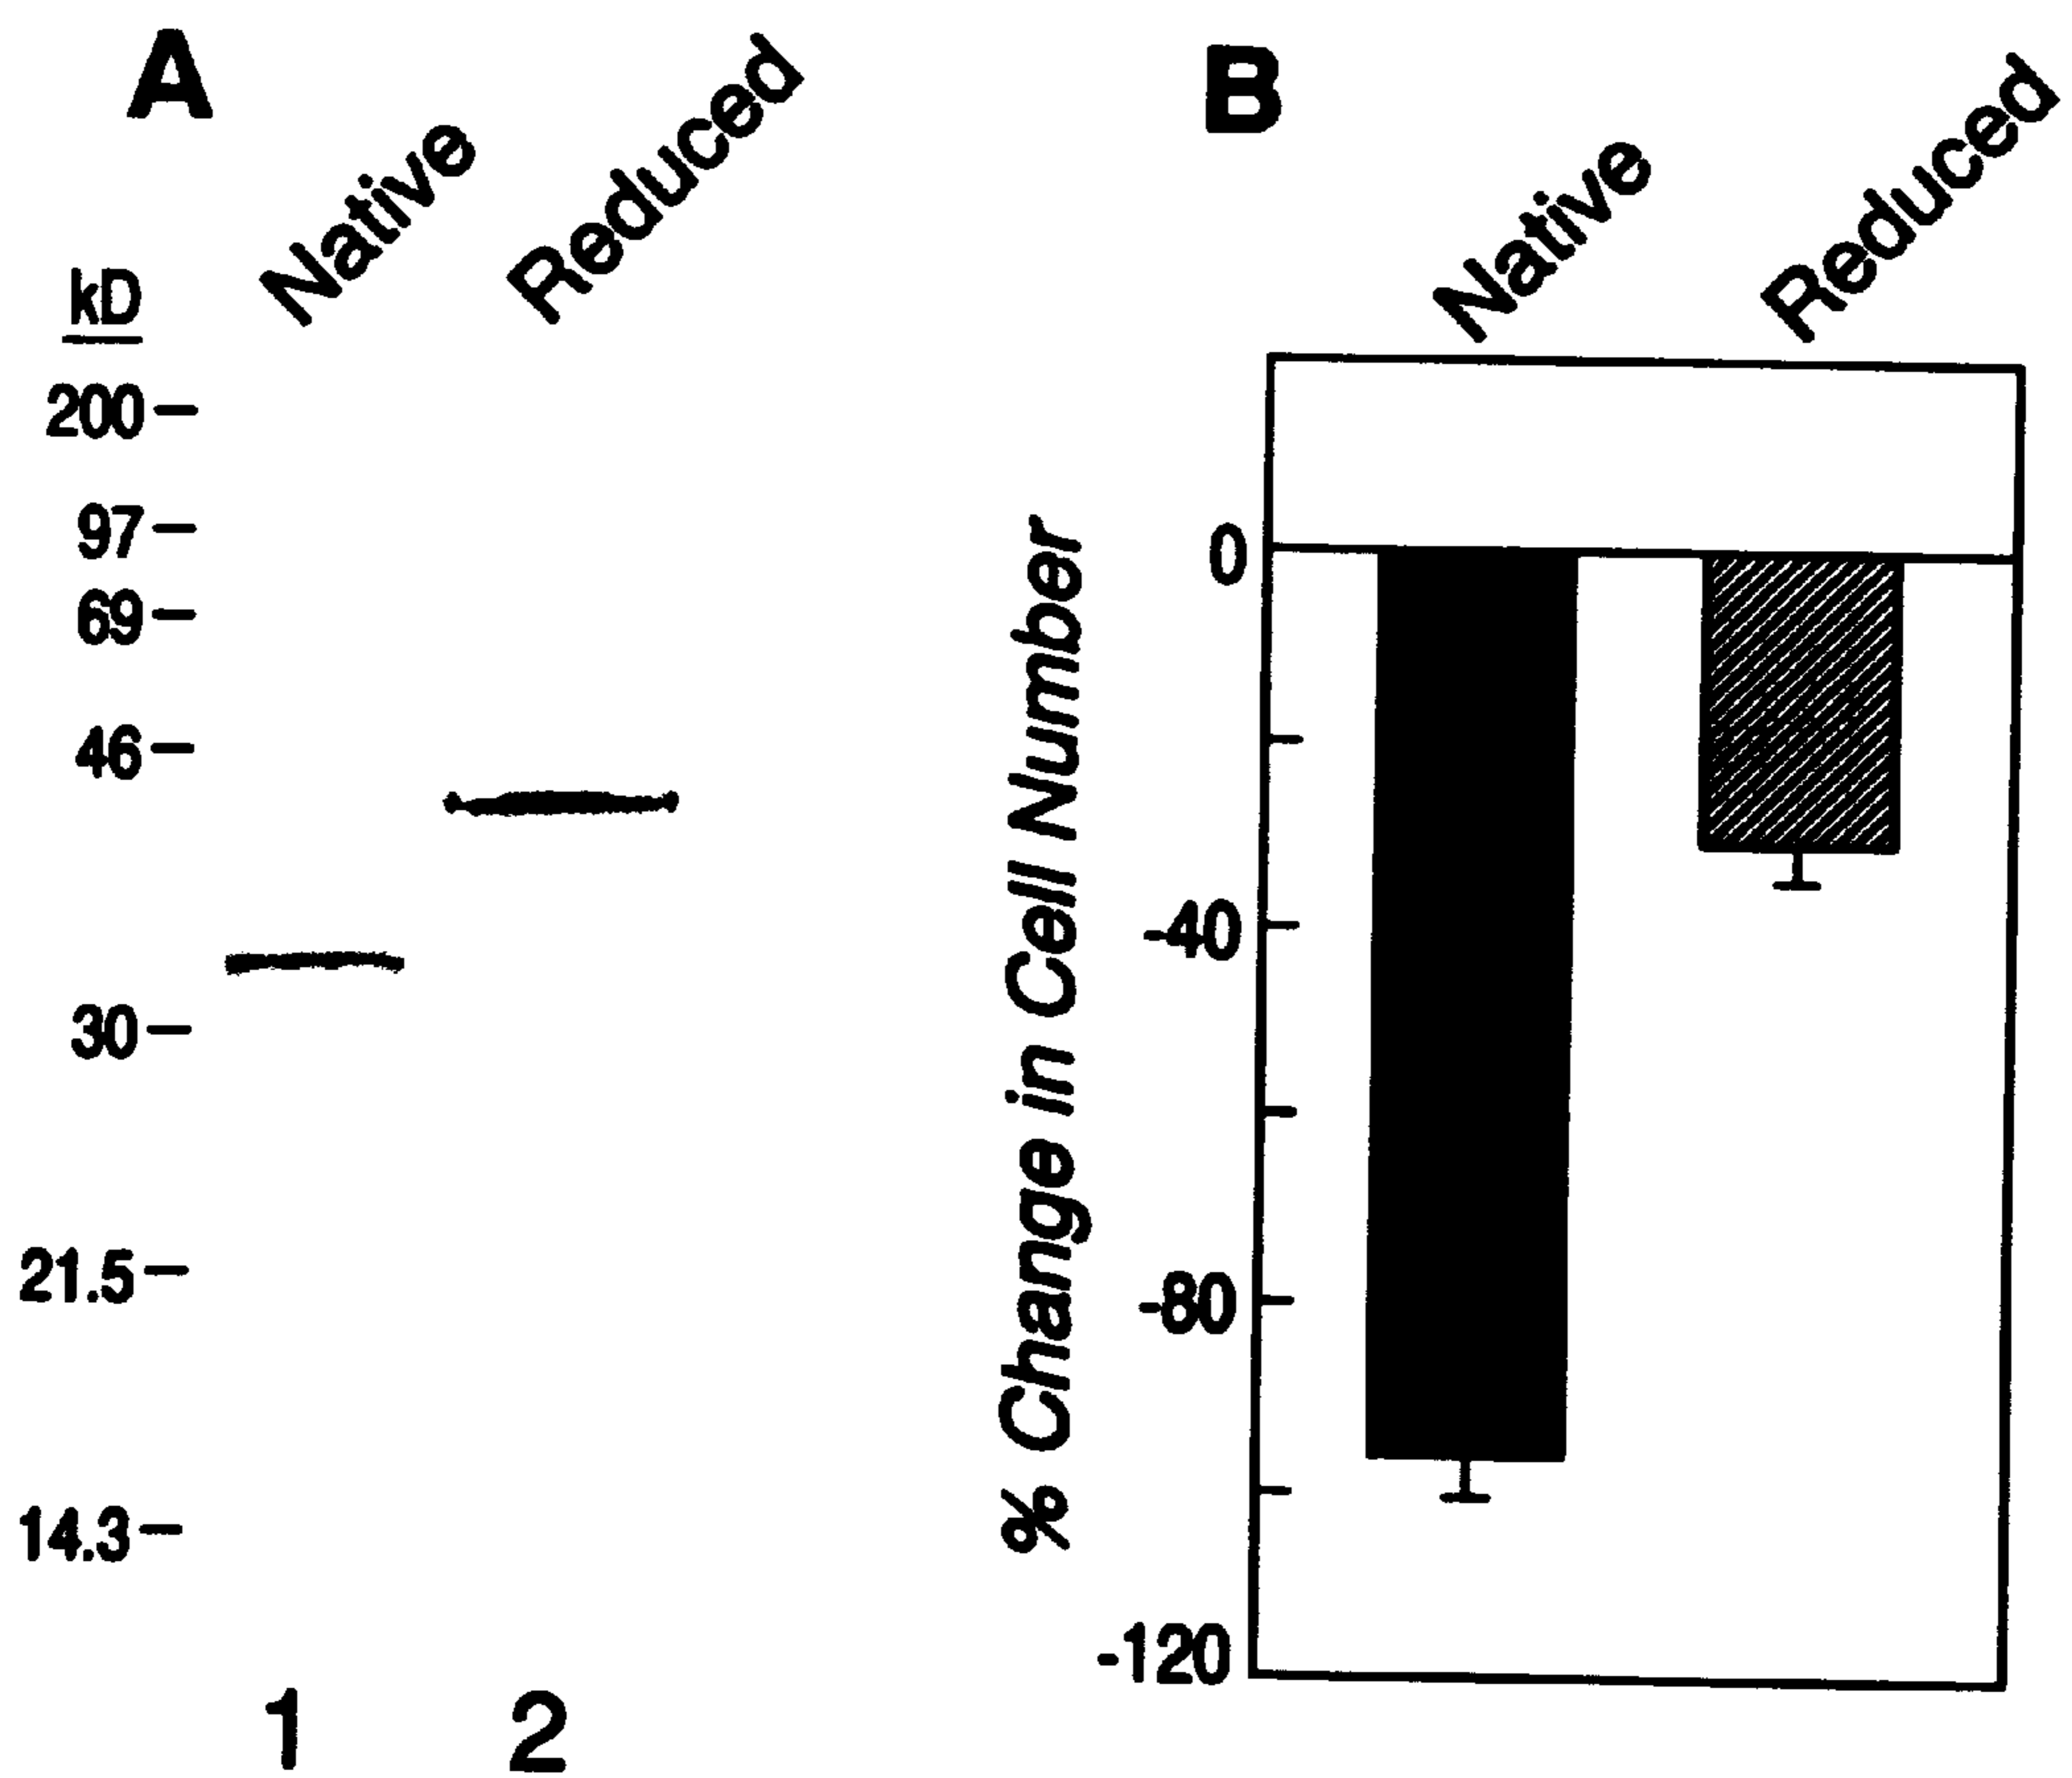 A
Native
Reduced
kD
200
97
69
46
30
21.5
14.3
1 2
B
Native
Reduced
% Change in Cell Number
0
-40
-80
-120